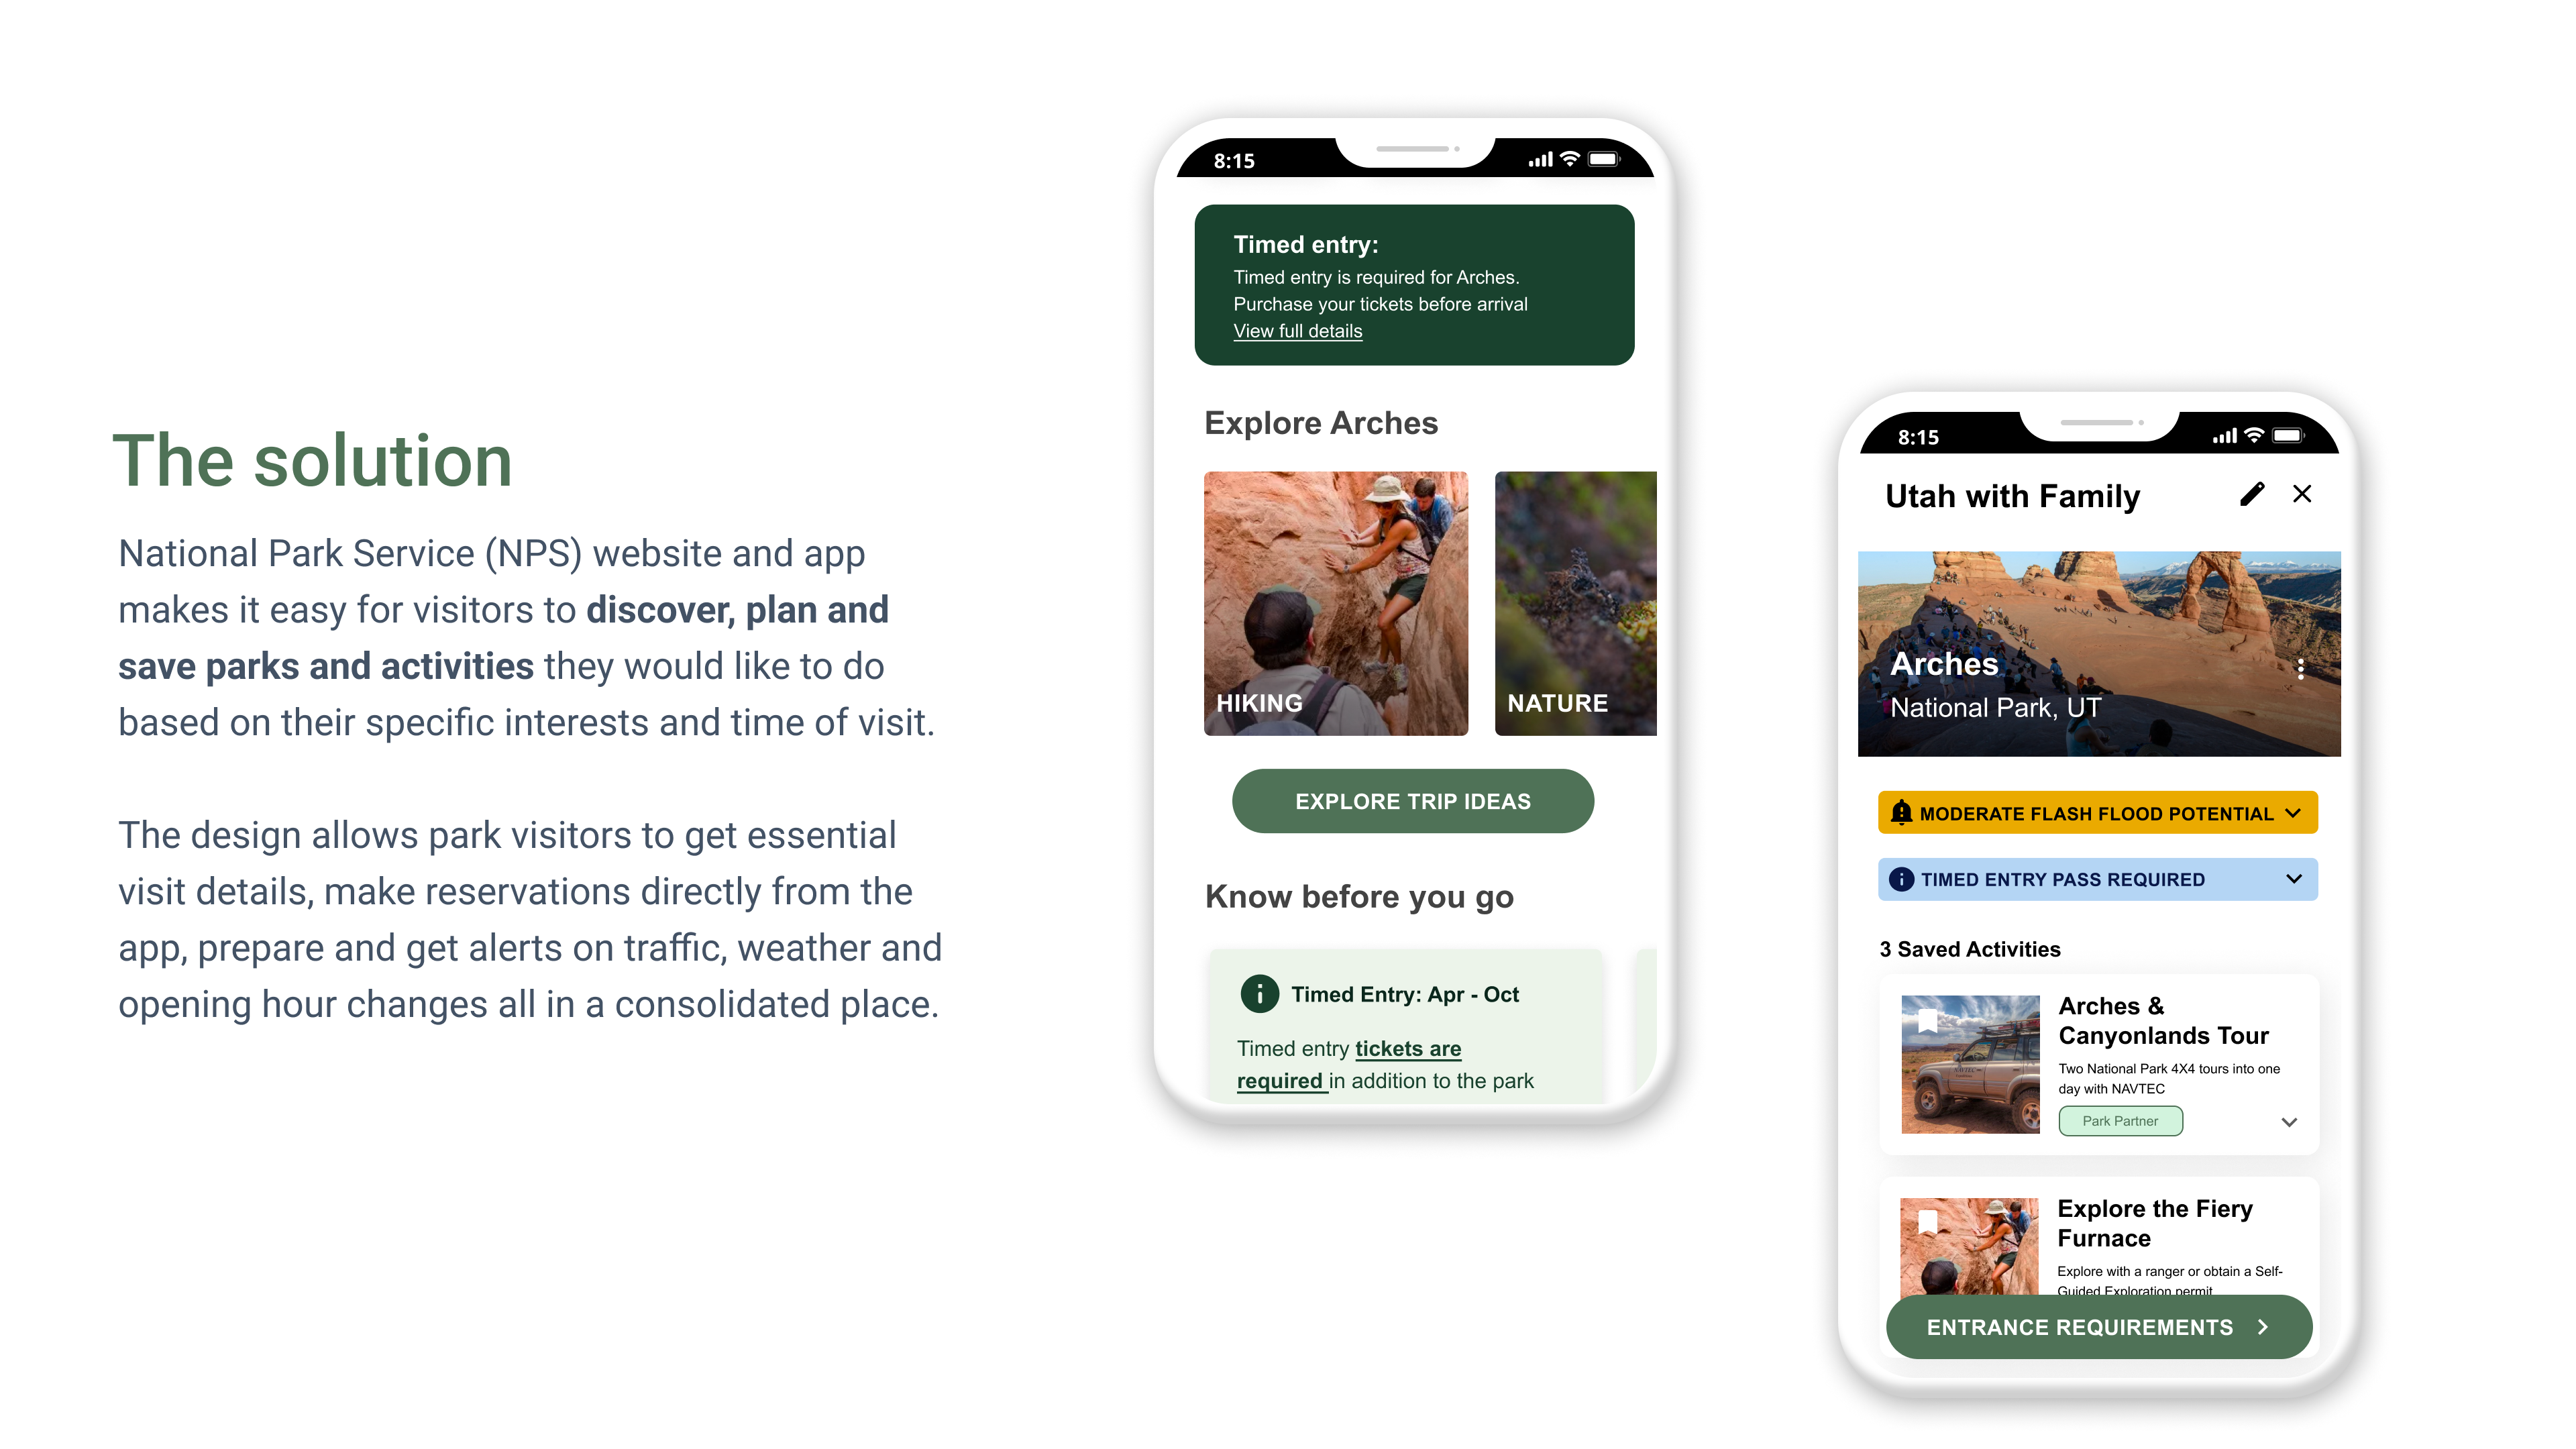 The solution
National Park Service (NPS) website and app
makes it easy for visitors to discover, plan and
save parks and activities they would like to do
based on their specific interests and time of visit.
The design allows park visitors to get essential
visit details, make reservations directly from the
app, prepare and get alerts on traffic, weather and
opening hour changes all in a consolidated place.
8:15
Timed entry:
Timed entry is required for Arches.
Purchase your tickets before arrival
View full details
Explore Arches
HIKING
NATURE
EXPLORE TRIP IDEAS
Know before you go
Timed Entry: Apr - Oct
Timed entry tickets are
required in addition to the park
8:15
Utah with Family
Arches
National Park, UT
MODERATE FLASH FLOOD POTENTIAL
TIMED ENTRY PASS REQUIRED
3 Saved Activities
Arches &
Canyonlands Tour
Two National Park 4X4 tours into one
day with NAVTEC
Park Partner
Explore the Fiery
Furnace
Explore with a ranger or obtain a Self-
Guided Exploration permit
ENTRANCE REQUIREMENTS